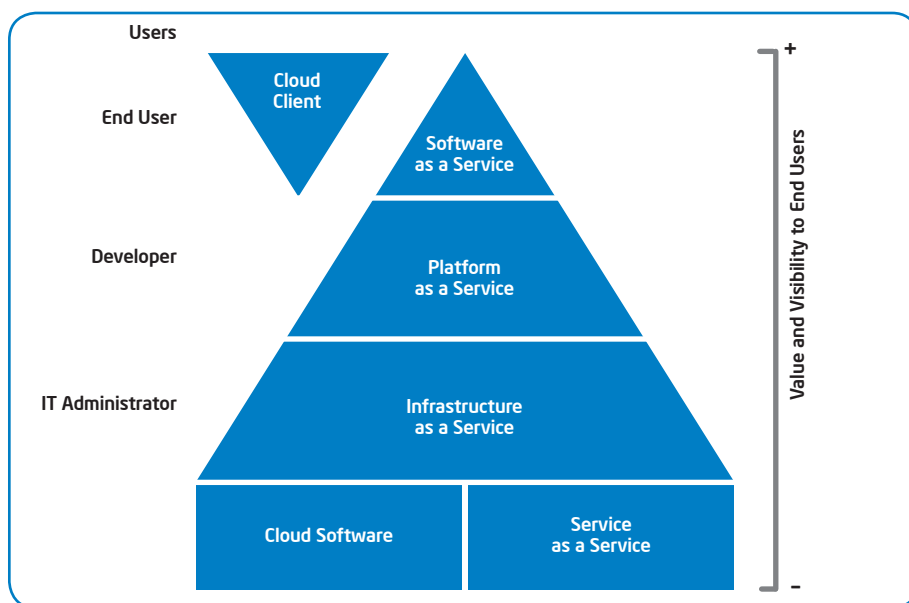 Users
Cloud
Client
+
End User
Software
as a Service
Developer
Platform
as a Service
Value and Visibility to End Users
IT Administrator
Infrastructure
as a Service
Cloud Software
Service
as a Service
–